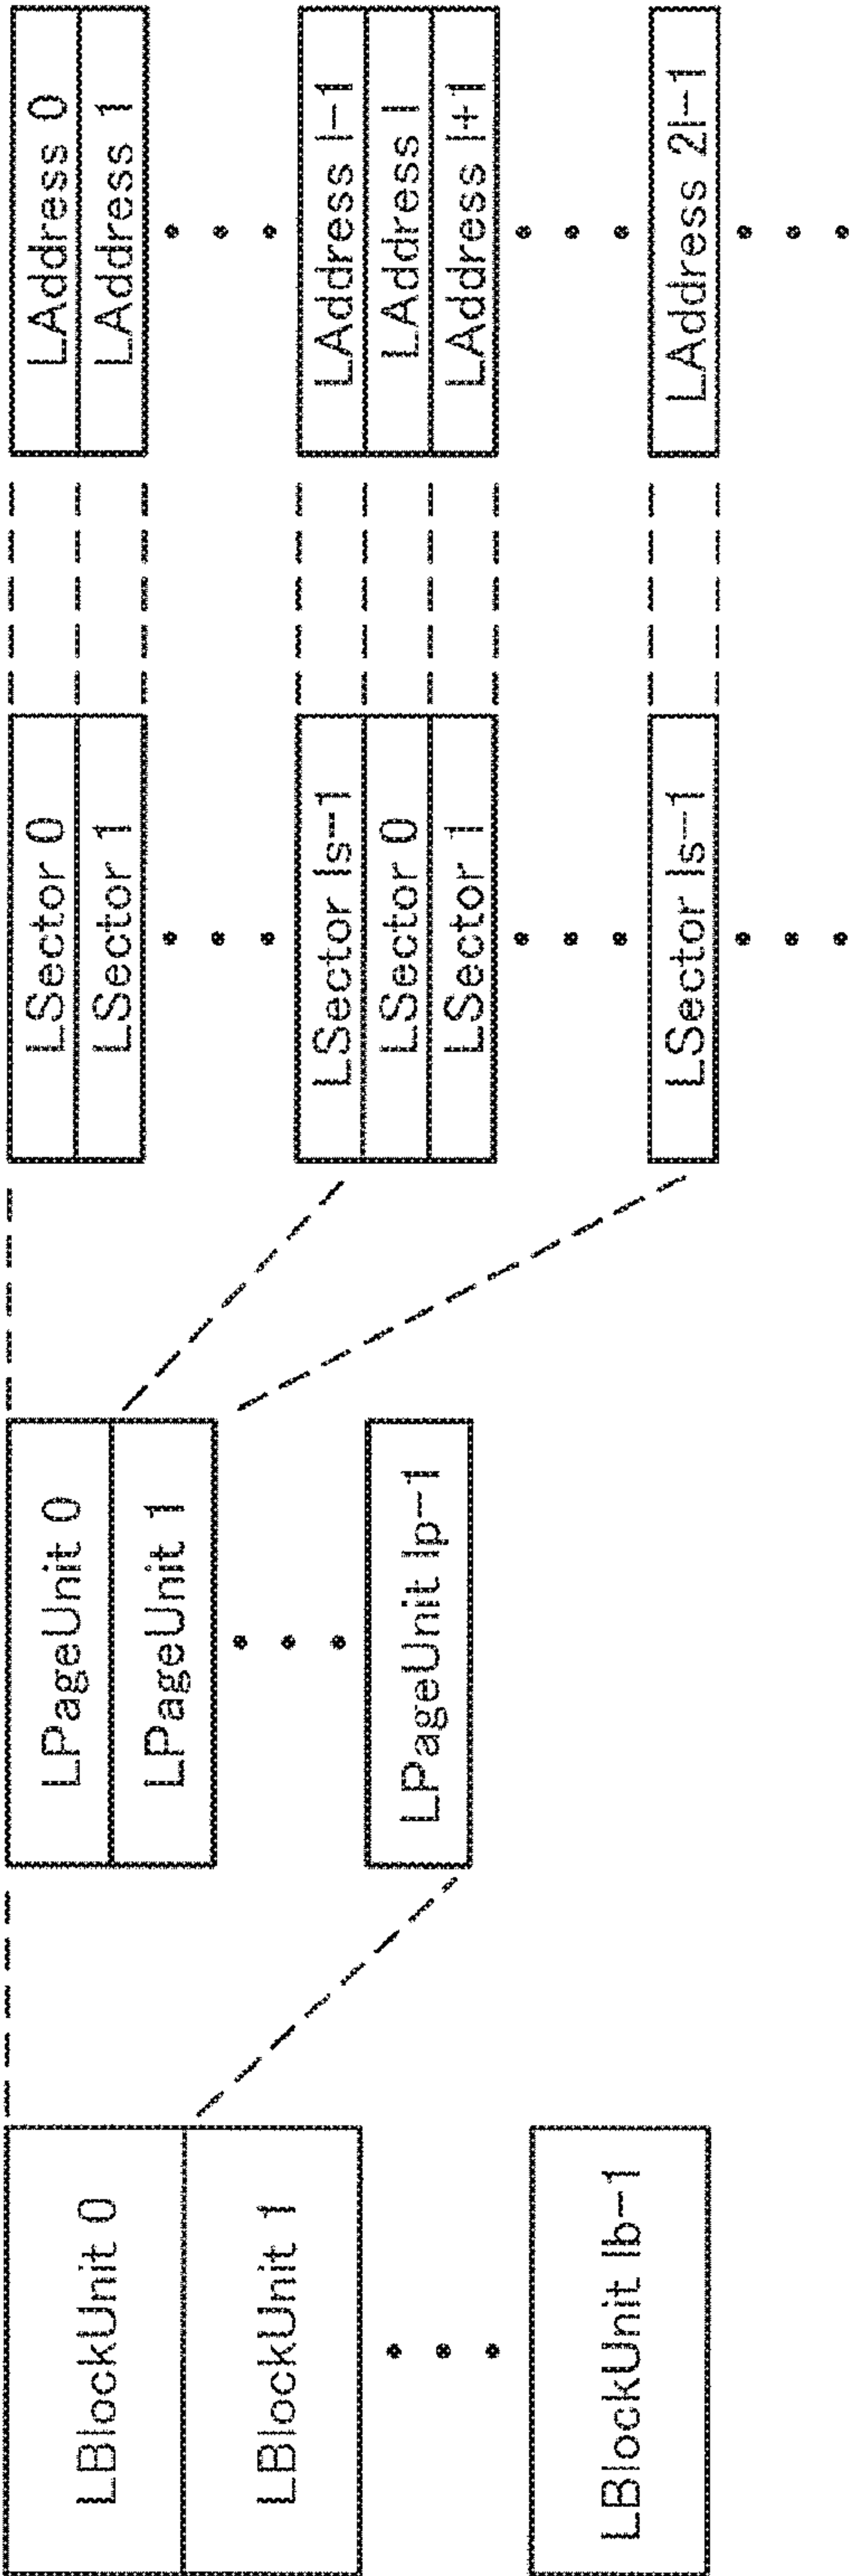 LBlockUnit 0
LBlockUnit 1
LBlockUnit lb-1
LPageUnit 0
LPageUnit 1
LPageUnit lp-1
LSector 0
LSector 1
LSector ls-1
LSector 0
LSector 1
LSector ls-1
LAddress 0
LAddress 1
LAddress l-1
LAddress l
LAddress l+1
LAddress 2l-1